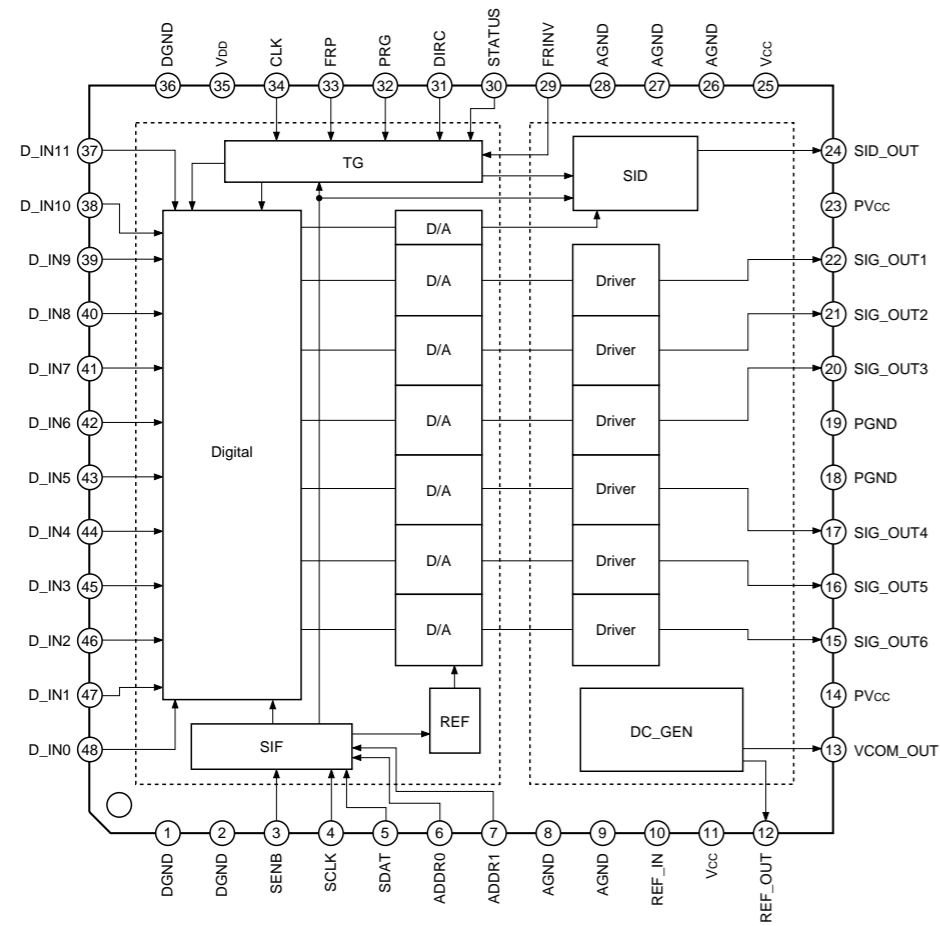 DGND
VDD
CLK
FRP
PRG
DIRC
STATUS
FRINV
AGND
AGND
AGND
Vcc
36
35
34
33
32
31
30
29
28
27
26
25
D_IN11 37
D_IN10 38
D_IN9 39
D_IN8 40
D_IN7 41
D_IN6 42
D_IN5 43
D_IN4 44
D_IN3 45
D_IN2 46
D_IN1 47
D_IN0 48
TG
SID
Digital
D/A
D/A
D/A
D/A
D/A
D/A
D/A
Driver
Driver
Driver
Driver
Driver
Driver
REF
SIF
DC_GEN
24 SID_OUT
23 PVcc
22 SIG_OUT1
21 SIG_OUT2
20 SIG_OUT3
19 PGND
18 PGND
17 SIG_OUT4
16 SIG_OUT5
15 SIG_OUT6
14 PVcc
13 VCOM_OUT
1
2
3
4
5
6
7
8
9
10
11
12
DGND
DGND
SENB
SCLK
SDAT
ADDR0
ADDR1
AGND
AGND
REF_IN
Vcc
REF_OUT